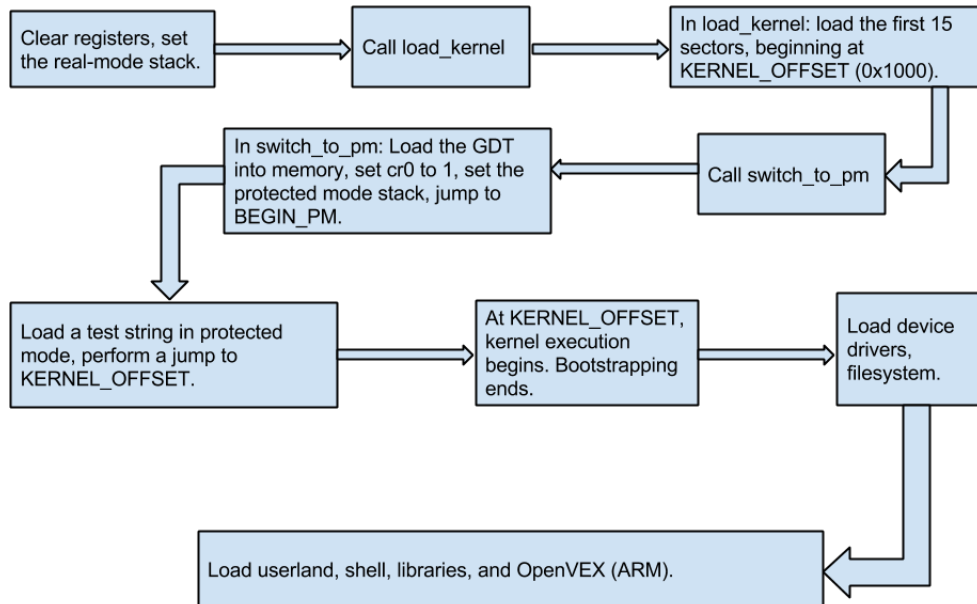 Clear registers, set
the real-mode stack.
Call load_kernel
In load_kernel: load the first 15
sectors, beginning at
KERNEL_OFFSET (0x1000).
In switch_to_pm: Load the GDT
into memory, set cr0 to 1, set the
protected mode stack, jump to
BEGIN_PM.
Call switch_to_pm
Load a test string in protected
mode, perform a jump to
KERNEL_OFFSET.
At KERNEL_OFFSET,
kernel execution
begins. Bootstrapping
ends.
Load device
drivers,
filesystem.
Load userland, shell, libraries, and OpenVEX (ARM).